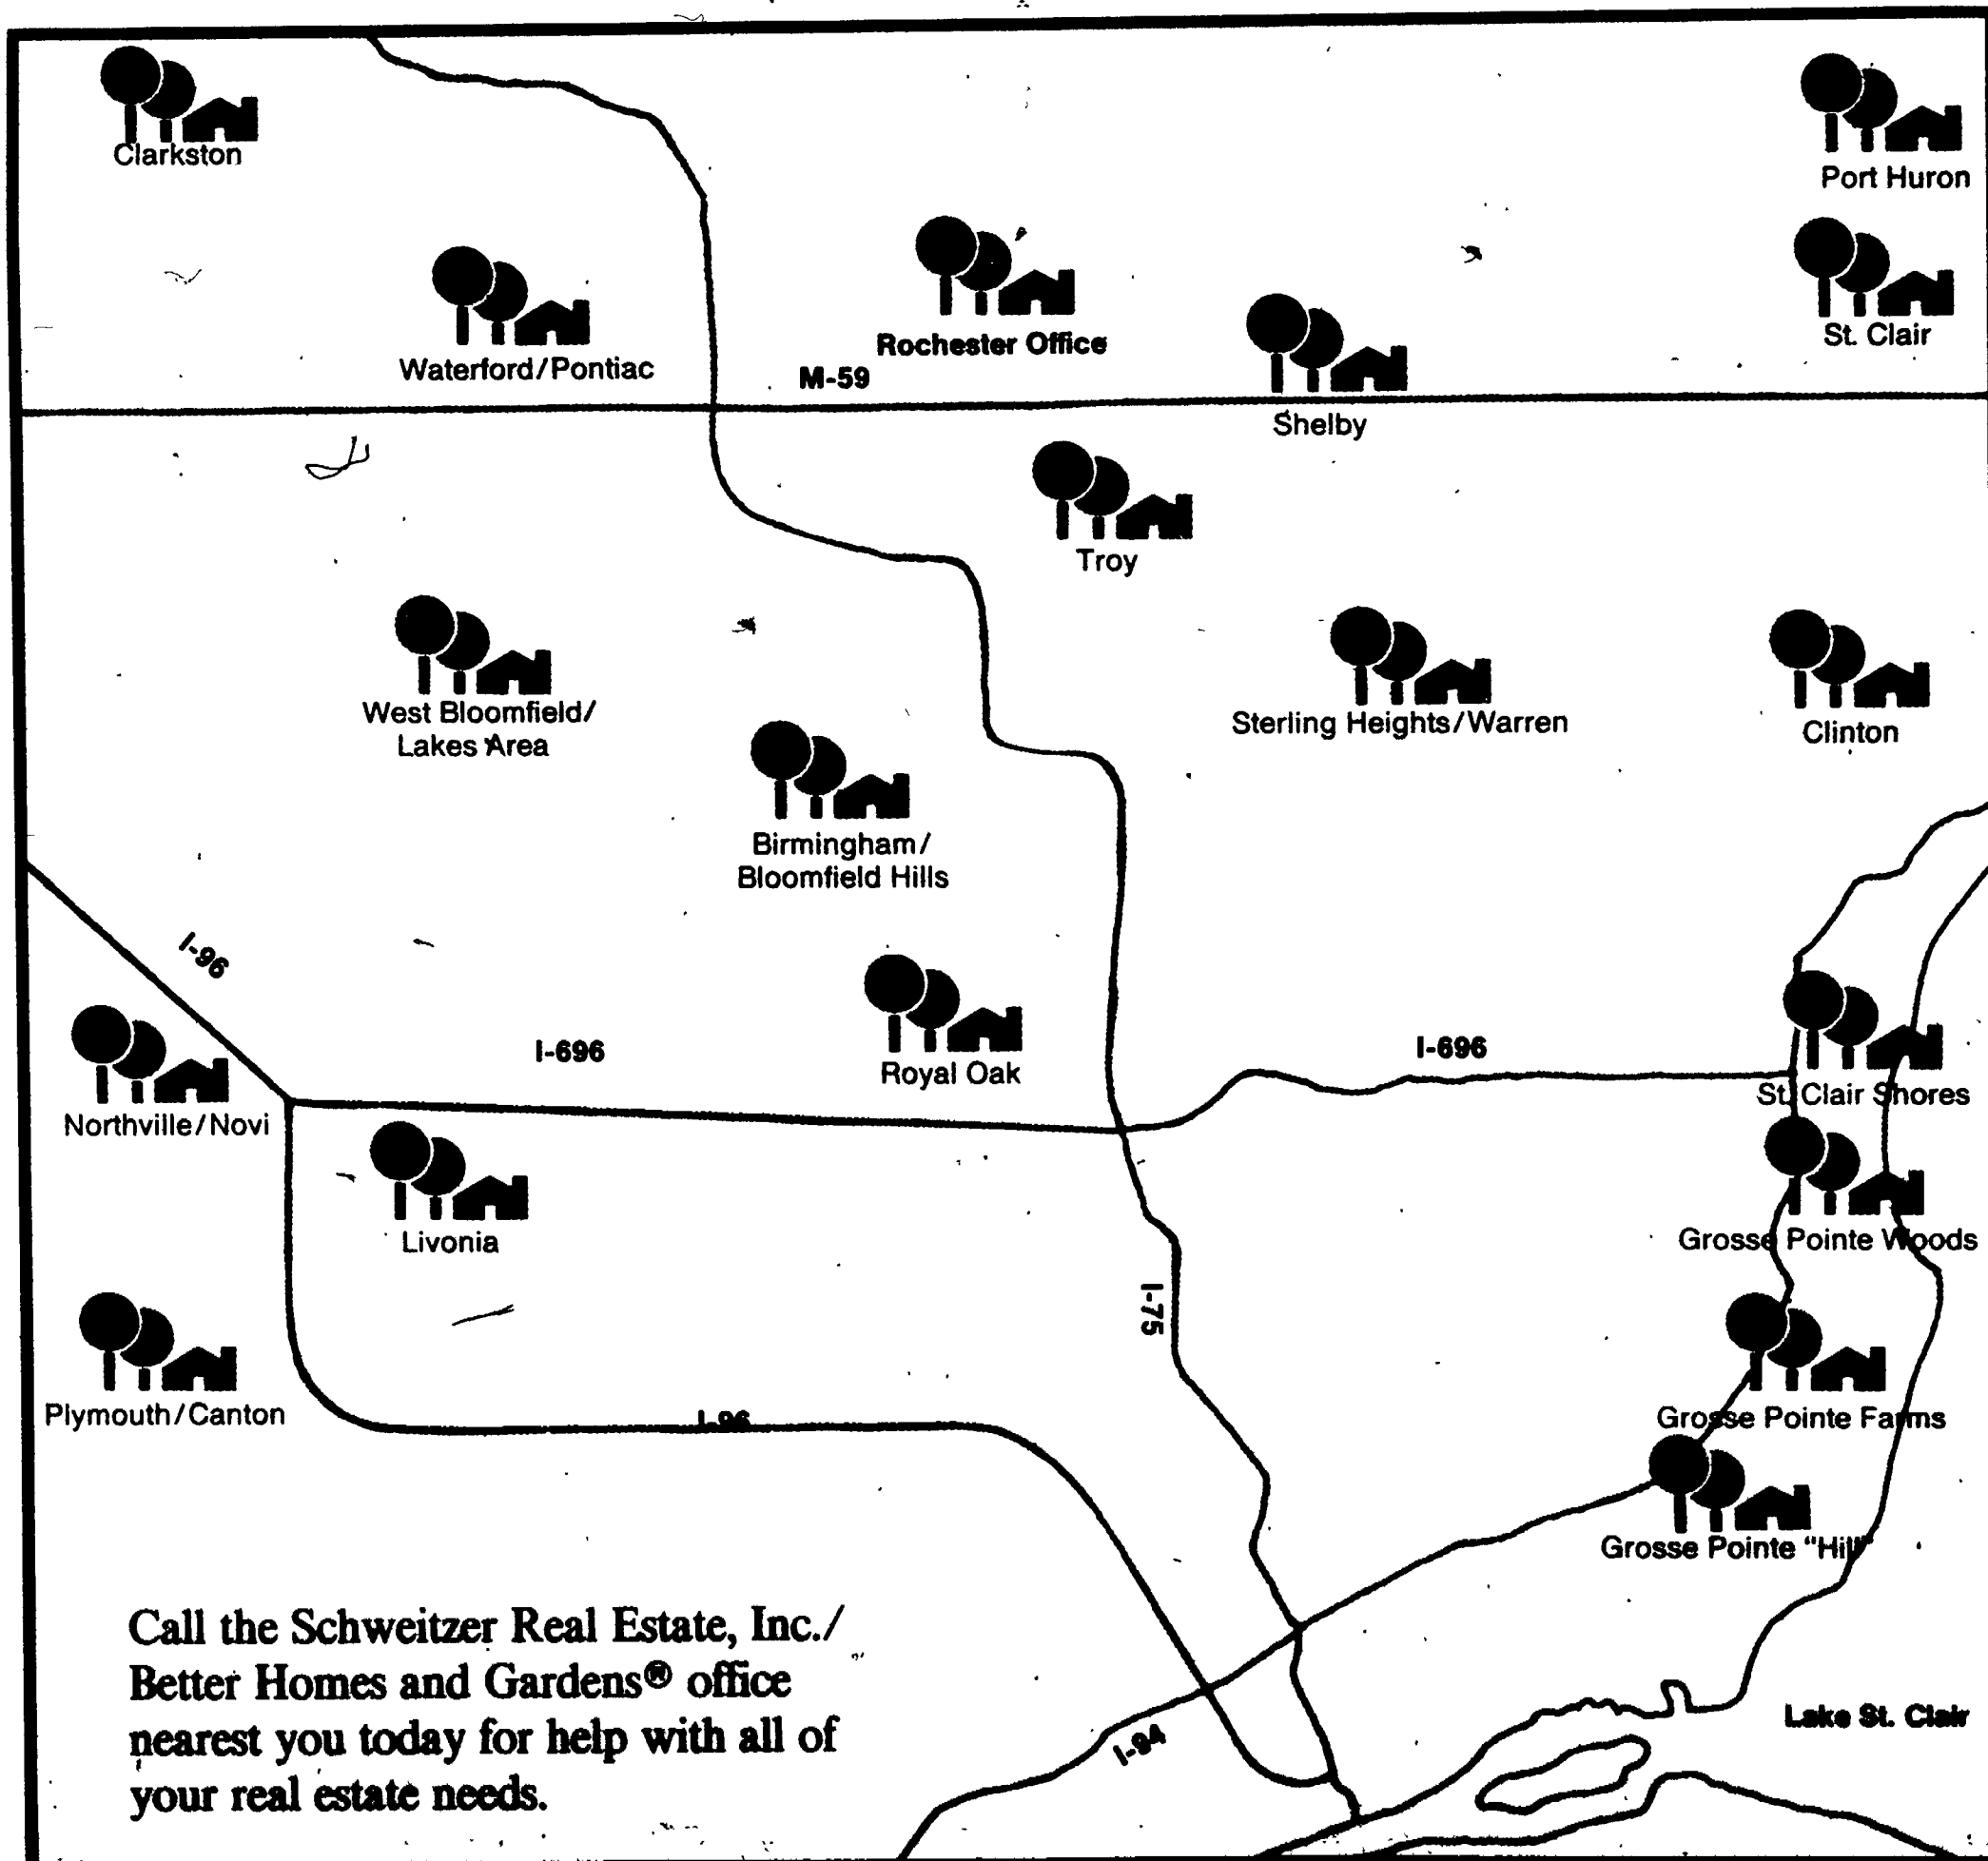 Clarkston
Port Huron
Waterford/Pontiac
Rochester Office
St. Clair
M-59
Shelby
Troy
West Bloomfield/
Lakes Area
Sterling Heights/Warren
Clinton
Birmingham/
Bloomfield Hills
I-96
I-696
Royal Oak
I-696
St. Clair Shores
Northville/Novi
Livonia
Grosse Pointe Woods
I-75
Plymouth/Canton
I-96
Grosse Pointe Farms
Grosse Pointe "Hill"
Call the Schweitzer Real Estate, Inc./
Better Homes and Gardens® office
nearest you today for help with all of
your real estate needs.
I-94
Lake St. Clair